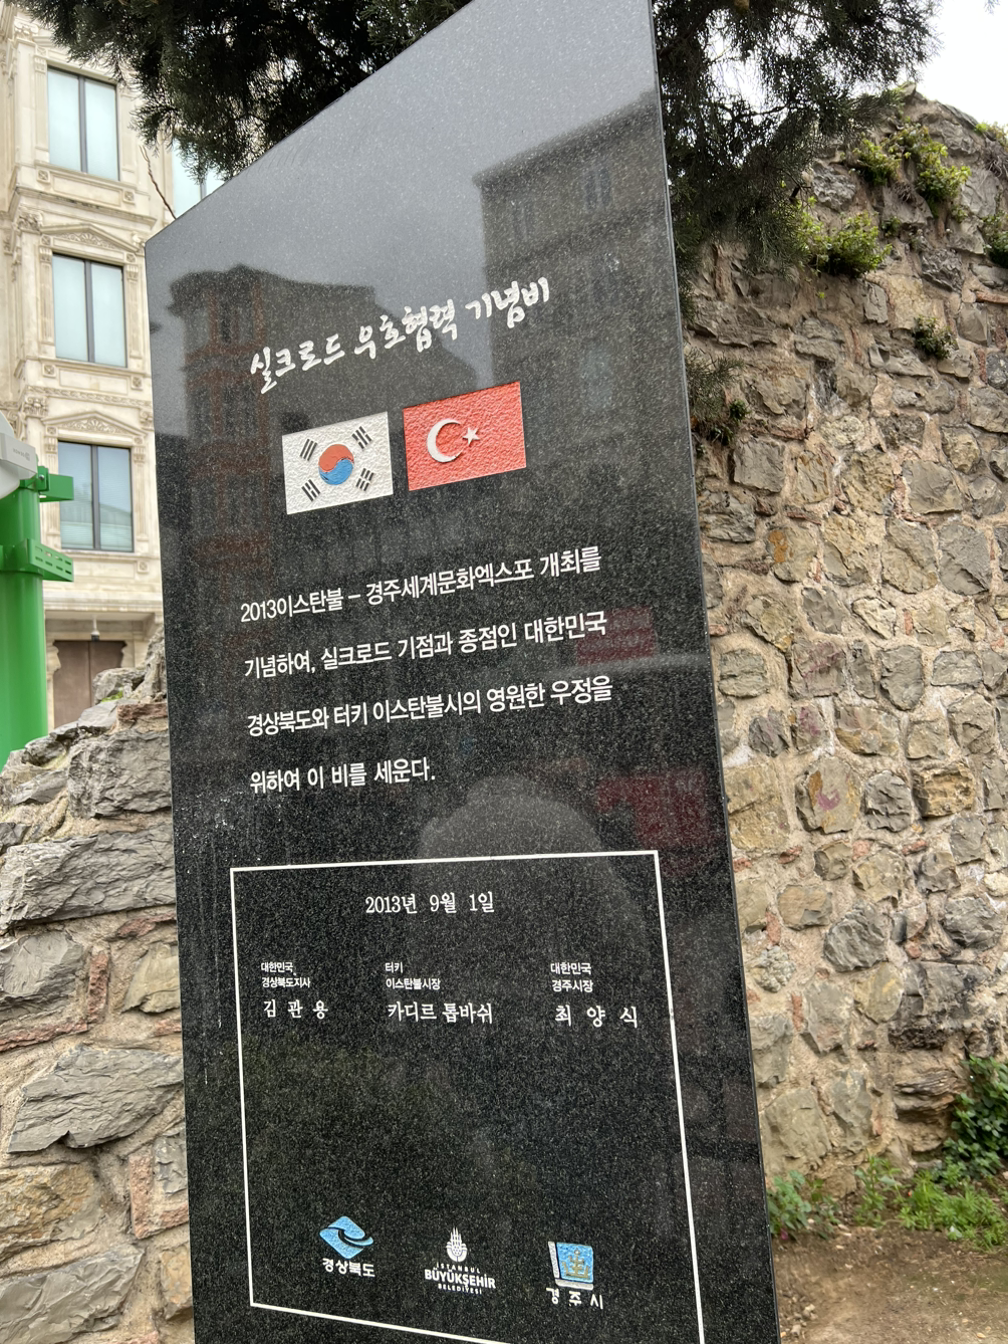 실크로드 우호협력 기념비
2013이스탄불 – 경주세계문화엑스포 개최를
기념하여, 실크로드 기점과 종점인 대한민국
경상북도와 터키 이스탄불시의 영원한 우정을
위하여 이 비를 세운다.
2013년 9월 1일
대한민국
경상북도지사
김 관 용
터키
이스탄불시장
카디르 톱바쉬
대한민국
경주시장
최 양 식
경상북도
İSTANBUL
BÜYÜKŞEHİR
BELEDİYESİ
경 주 시